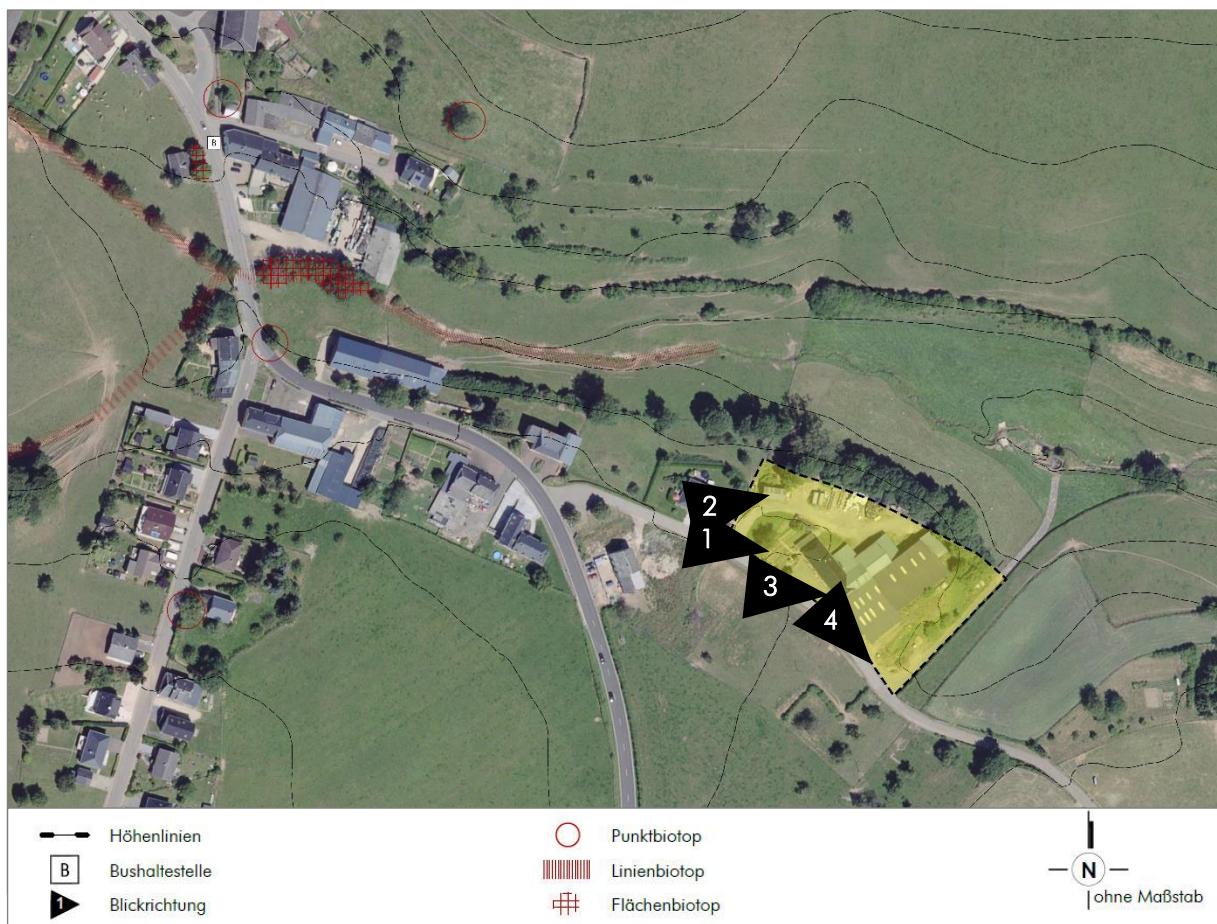 B
2
1
3
4
Höhenlinien
B Bushaltestelle
1 Blickrichtung
Punktbiotop
Linienbiotop
Flächenbiotop
N
ohne Maßstab